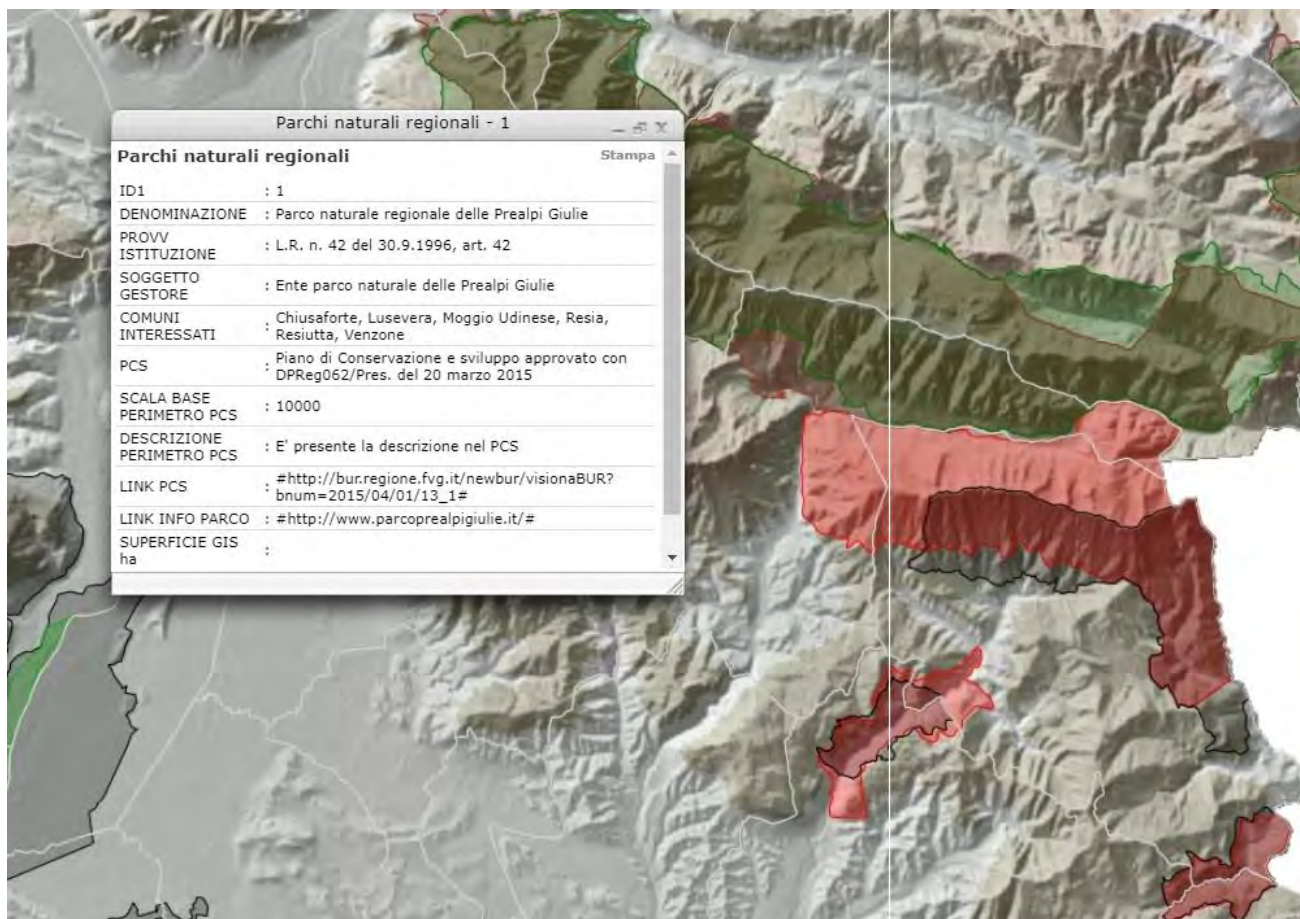 Parchi naturali regionali - 1
Parchi naturali regionali Stampa
ID1 : 1
DENOMINAZIONE : Parco naturale regionale delle Prealpi Giulie
PROVV
ISTITUZIONE : L.R. n. 42 del 30.9.1996, art. 42
SOGGETTO
GESTORE : Ente parco naturale delle Prealpi Giulie
COMUNI
INTERESSATI : Chiusaforte, Lusevera, Moggio Udinese, Resia,
Resiutta, Venzone
PCS : Piano di Conservazione e sviluppo approvato con
DPReg062/Pres. del 20 marzo 2015
SCALA BASE
PERIMETRO PCS : 10000
DESCRIZIONE
PERIMETRO PCS : E' presente la descrizione nel PCS
LINK PCS : #http://bur.regione.fvg.it/newbur/visionaBUR?
bnum=2015/04/01/13_1#
LINK INFO PARCO : #http://www.parcoprealpigiulie.it/#
SUPERFICIE GIS
ha :